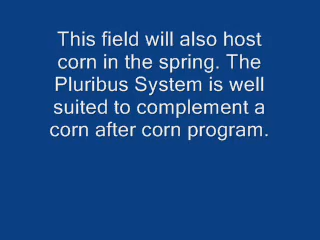 This field will also host
corn in the spring. The
Pluribus System is well
suited to complement a
corn after corn program.